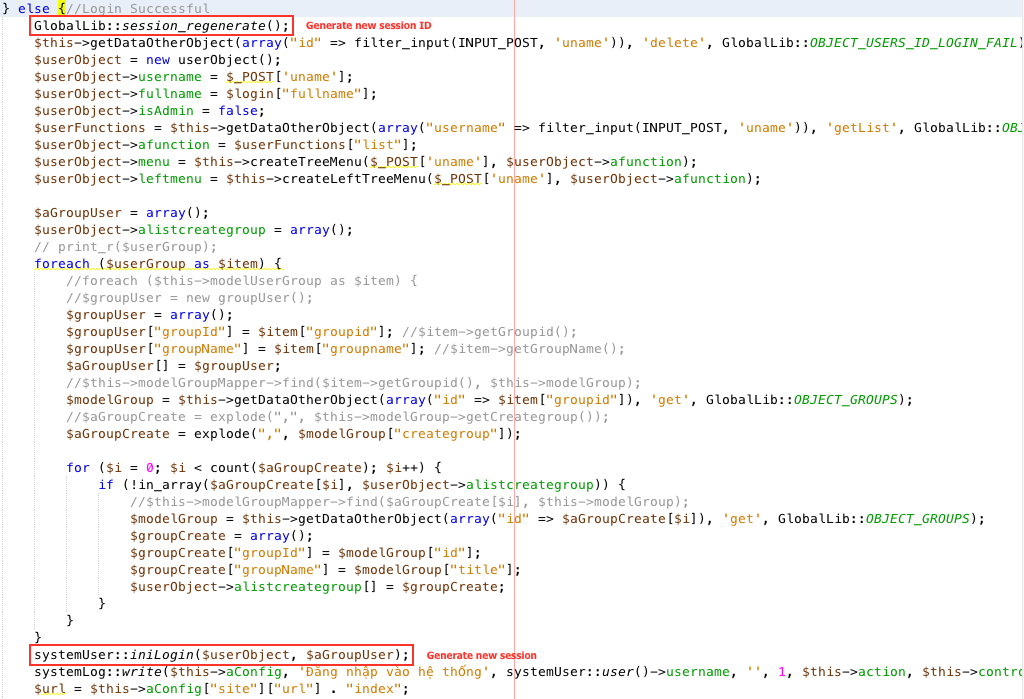 } else {//Login Successful
GlobalLib::session_regenerate(); Generate new session ID
$this->getDataOtherObject(array("id" => filter_input(INPUT_POST, 'uname')), 'delete', GlobalLib::OBJECT_USERS_ID_LOGIN_FAIL)
$userObject = new userObject();
$userObject->username = $_POST['uname'];
$userObject->fullname = $login["fullname"];
$userObject->isAdmin = false;
$userFunctions = $this->getDataOtherObject(array("username" => filter_input(INPUT_POST, 'uname')), 'getList', GlobalLib::OBJ
$userObject->afunction = $userFunctions["list"];
$userObject->menu = $this->createTreeMenu($_POST['uname'], $userObject->afunction);
$userObject->leftmenu = $this->createLeftTreeMenu($_POST['uname'], $userObject->afunction);
$aGroupUser = array();
$userObject->alistcreategroup = array();
// print_r($userGroup);
foreach ($userGroup as $item) {
//foreach ($this->modelUserGroup as $item) {
//$groupUser = new groupUser();
$groupUser = array();
$groupUser["groupId"] = $item["groupid"]; //$item->getGroupid();
$groupUser["groupName"] = $item["groupname"]; //$item->getGroupName();
$aGroupUser[] = $groupUser;
//$this->modelGroupMapper->find($item->getGroupid(), $this->modelGroup);
$modelGroup = $this->getDataOtherObject(array("id" => $item["groupid"]), 'get', GlobalLib::OBJECT_GROUPS);
//$aGroupCreate = explode(",", $this->modelGroup->getCreategroup());
$aGroupCreate = explode(",", $modelGroup["creategroup"]);
for ($i = 0; $i < count($aGroupCreate); $i++) {
if (!in_array($aGroupCreate[$i], $userObject->alistcreategroup)) {
//$this->modelGroupMapper->find($aGroupCreate[$i], $this->modelGroup);
$modelGroup = $this->getDataOtherObject(array("id" => $aGroupCreate[$i]), 'get', GlobalLib::OBJECT_GROUPS);
$groupCreate = array();
$groupCreate["groupId"] = $modelGroup["id"];
$groupCreate["groupName"] = $modelGroup["title"];
$userObject->alistcreategroup[] = $groupCreate;
}
}
}
systemUser::iniLogin($userObject, $aGroupUser); Generate new session
systemLog::write($this->aConfig, 'Đăng nhập vào hệ thống', systemUser::user()->username, '', 1, $this->action, $this->contro
$url = $this->aConfig["site"]["url"] . "index";